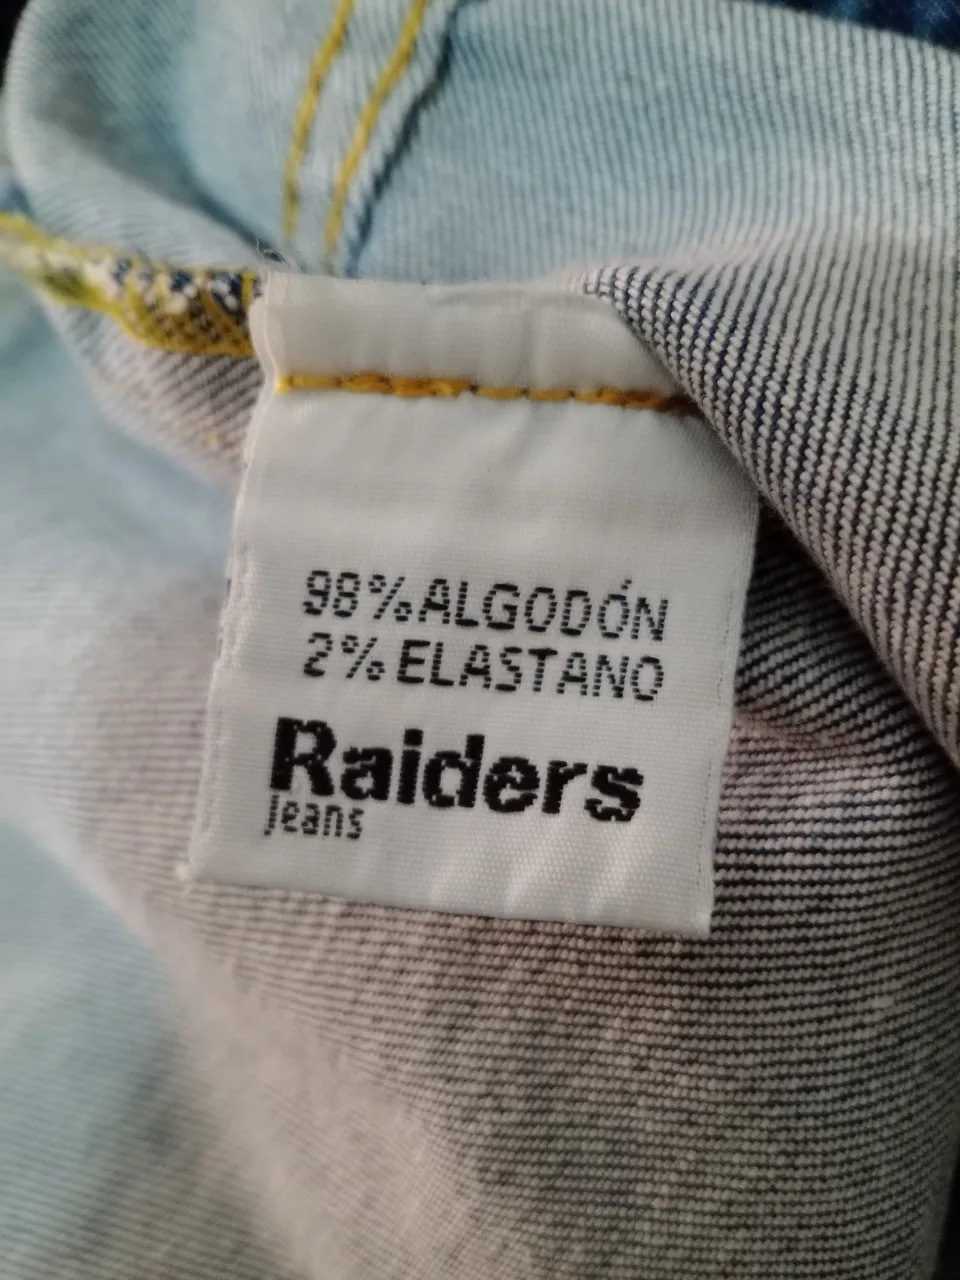 98% ALGODÓN
2% ELASTANO
Raiders
jeans